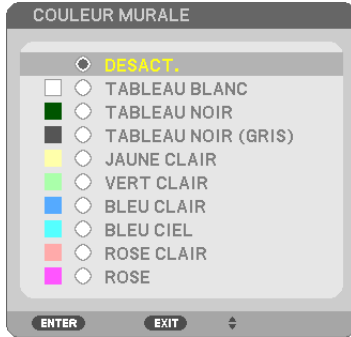 COULEUR MURALE
DESACT.
TABLEAU BLANC
TABLEAU NOIR
TABLEAU NOIR (GRIS)
JAUNE CLAIR
VERT CLAIR
BLEU CLAIR
BLEU CIEL
ROSE CLAIR
ROSE
ENTER EXIT